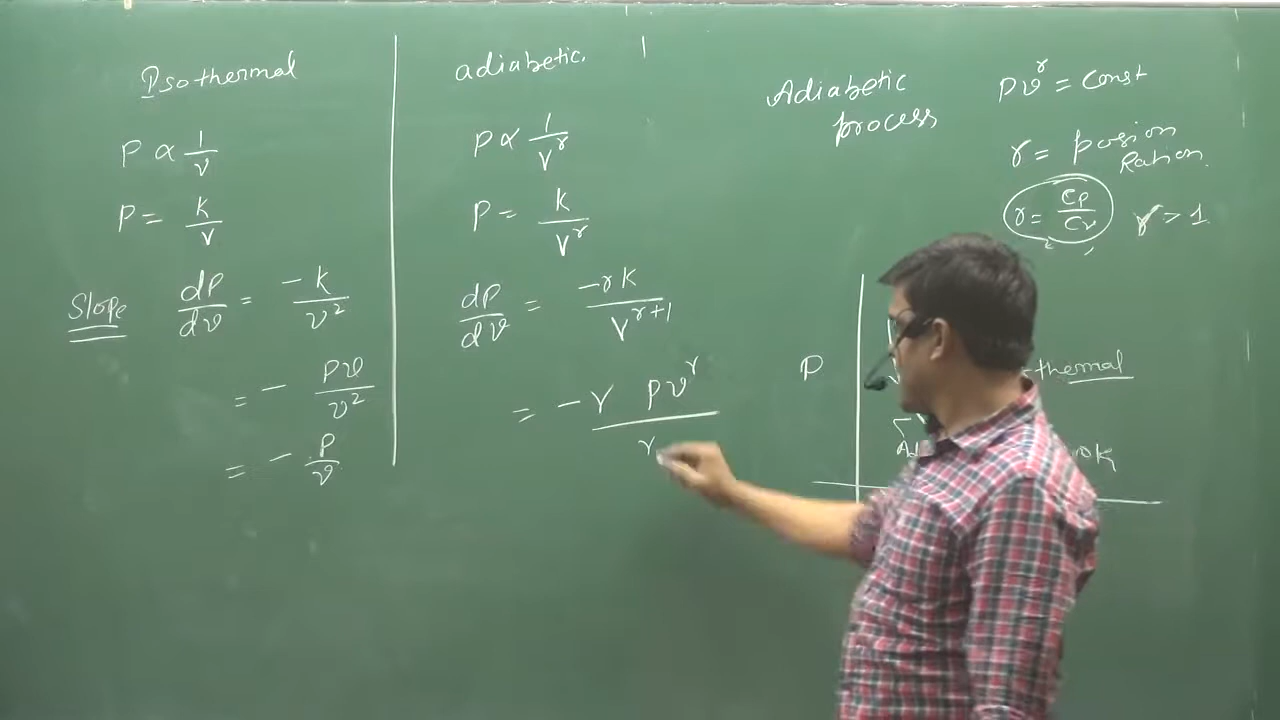 Isothermal
P ∝ 1/v
P = k/v
Slope dP/dv = -k/v²
= - Pv/v²
= - P/v
adiabetic.
P ∝ 1/V^γ
P = k/V^γ
dP/dv = -γk/V^γ+1
= - γ Pv^γ
Adiabetic
process
Pv^γ = Const
γ = posion
Ration.
γ = Cp/Cv γ > 1
P
thermal